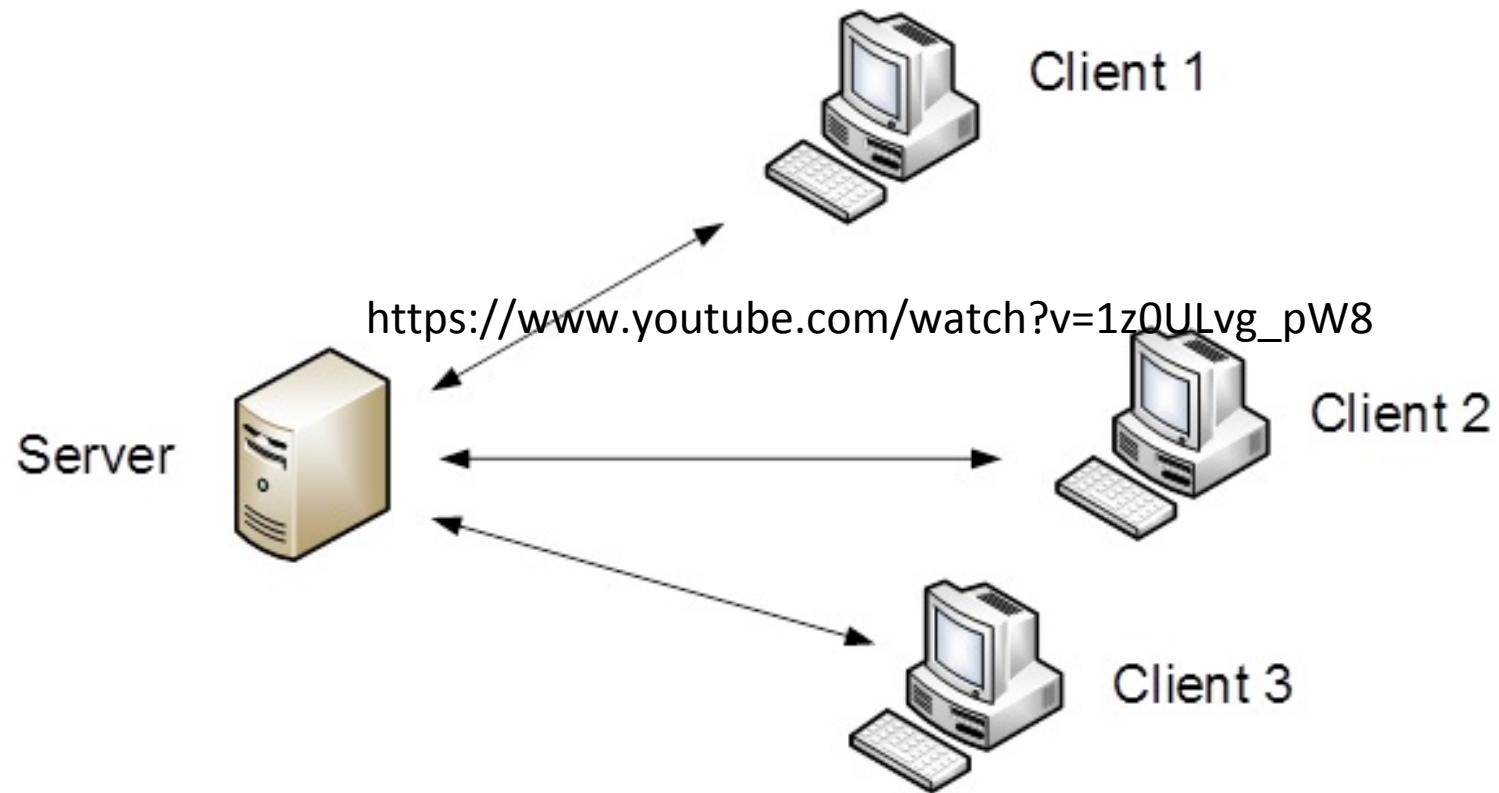 Client 1
https://www.youtube.com/watch?v=1z0ULvg_pW8
Client 2
Server
Client 3